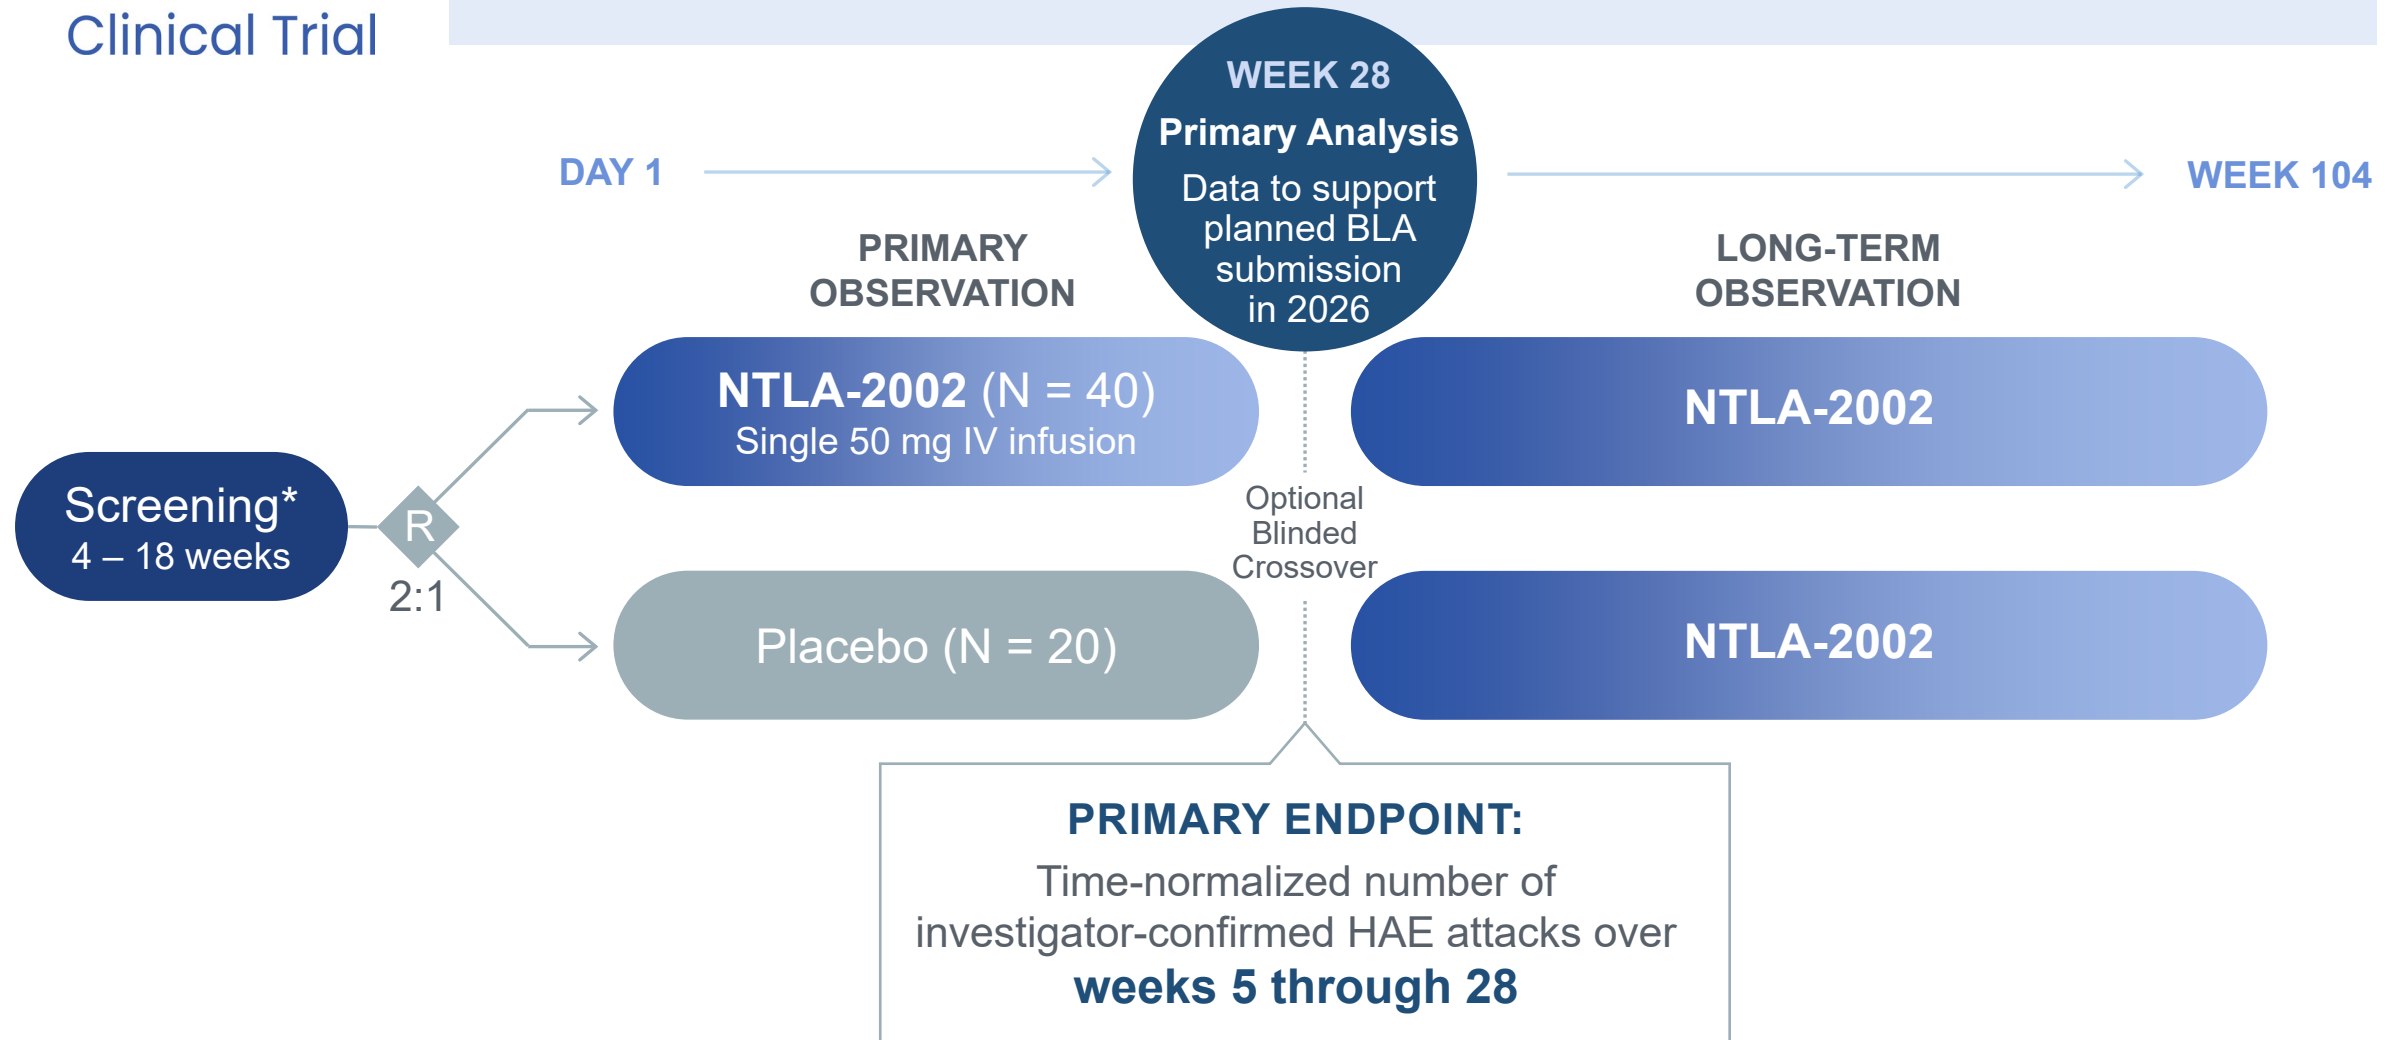 Clinical Trial
WEEK 28
Primary Analysis
Data to support
planned BLA
submission
in 2026
DAY 1
WEEK 104
PRIMARY
OBSERVATION
LONG-TERM
OBSERVATION
Screening*
4 – 18 weeks
R
2:1
NTLA-2002 (N = 40)
Single 50 mg IV infusion
Placebo (N = 20)
Optional
Blinded
Crossover
NTLA-2002
NTLA-2002
PRIMARY ENDPOINT:
Time-normalized number of
investigator-confirmed HAE attacks over
weeks 5 through 28